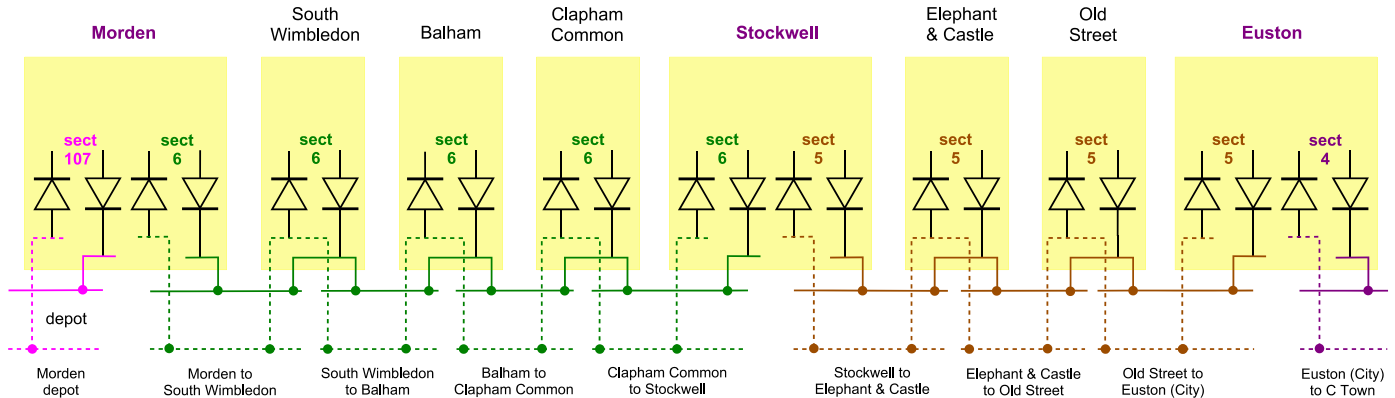 Morden
South
Wimbledon
Balham
Clapham
Common
Stockwell
Elephant
& Castle
Old
Street
Euston
sect
107
sect
6
sect
6
sect
6
sect
6
sect
6
sect
5
sect
5
sect
5
sect
5
sect
4
depot
Morden
depot
Morden to
South Wimbledon
South Wimbledon
to Balham
Balham to
Clapham Common
Clapham Common
to Stockwell
Stockwell to
Elephant & Castle
Elephant & Castle
to Old Street
Old Street to
Euston (City)
Euston (City)
to C Town